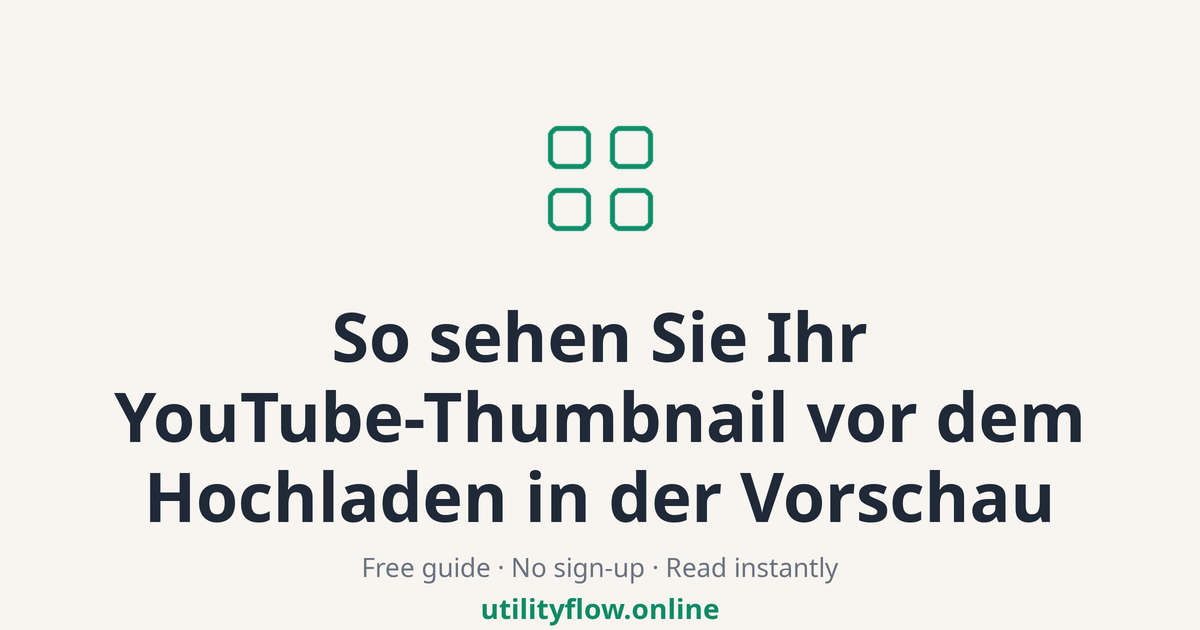 So sehen Sie Ihr
YouTube-Thumbnail vor dem
Hochladen in der Vorschau
Free guide · No sign-up · Read instantly
utilityflow.online